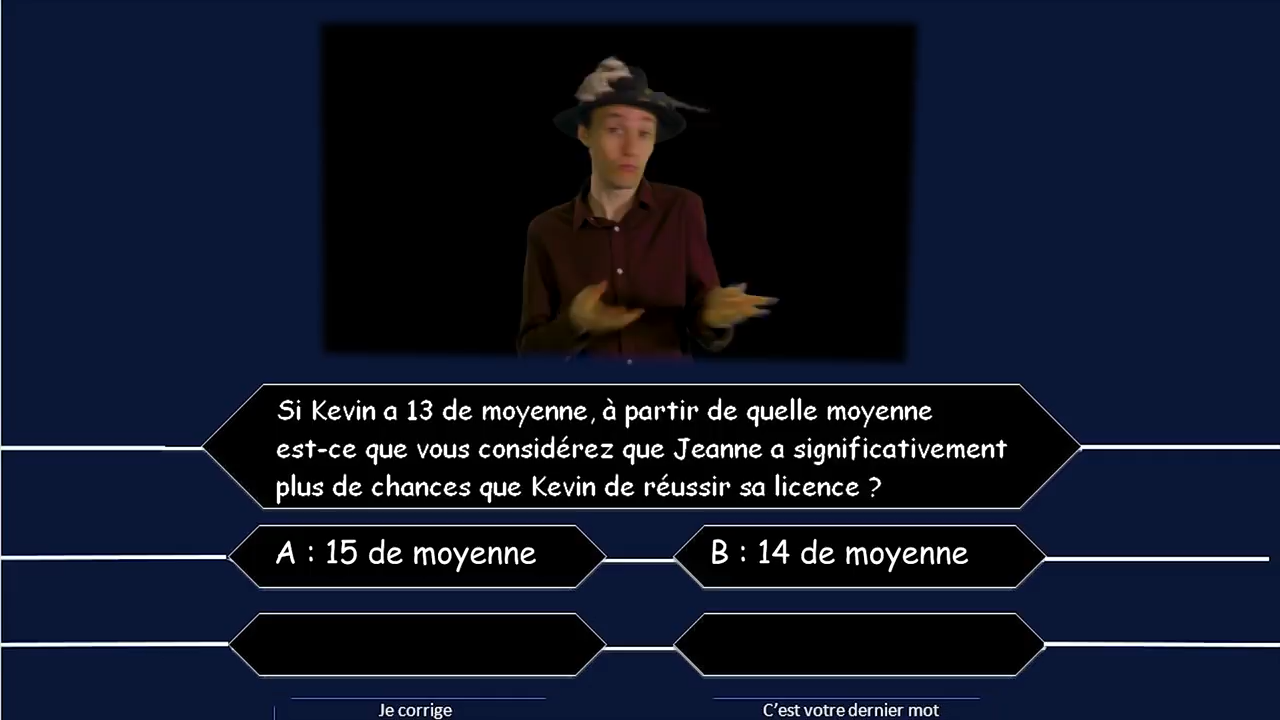 Si Kevin a 13 de moyenne, à partir de quelle moyenne
est-ce que vous considérez que Jeanne a significativement
plus de chances que Kevin de réussir sa licence ?
A : 15 de moyenne
B : 14 de moyenne
Je corrige
C'est votre dernier mot